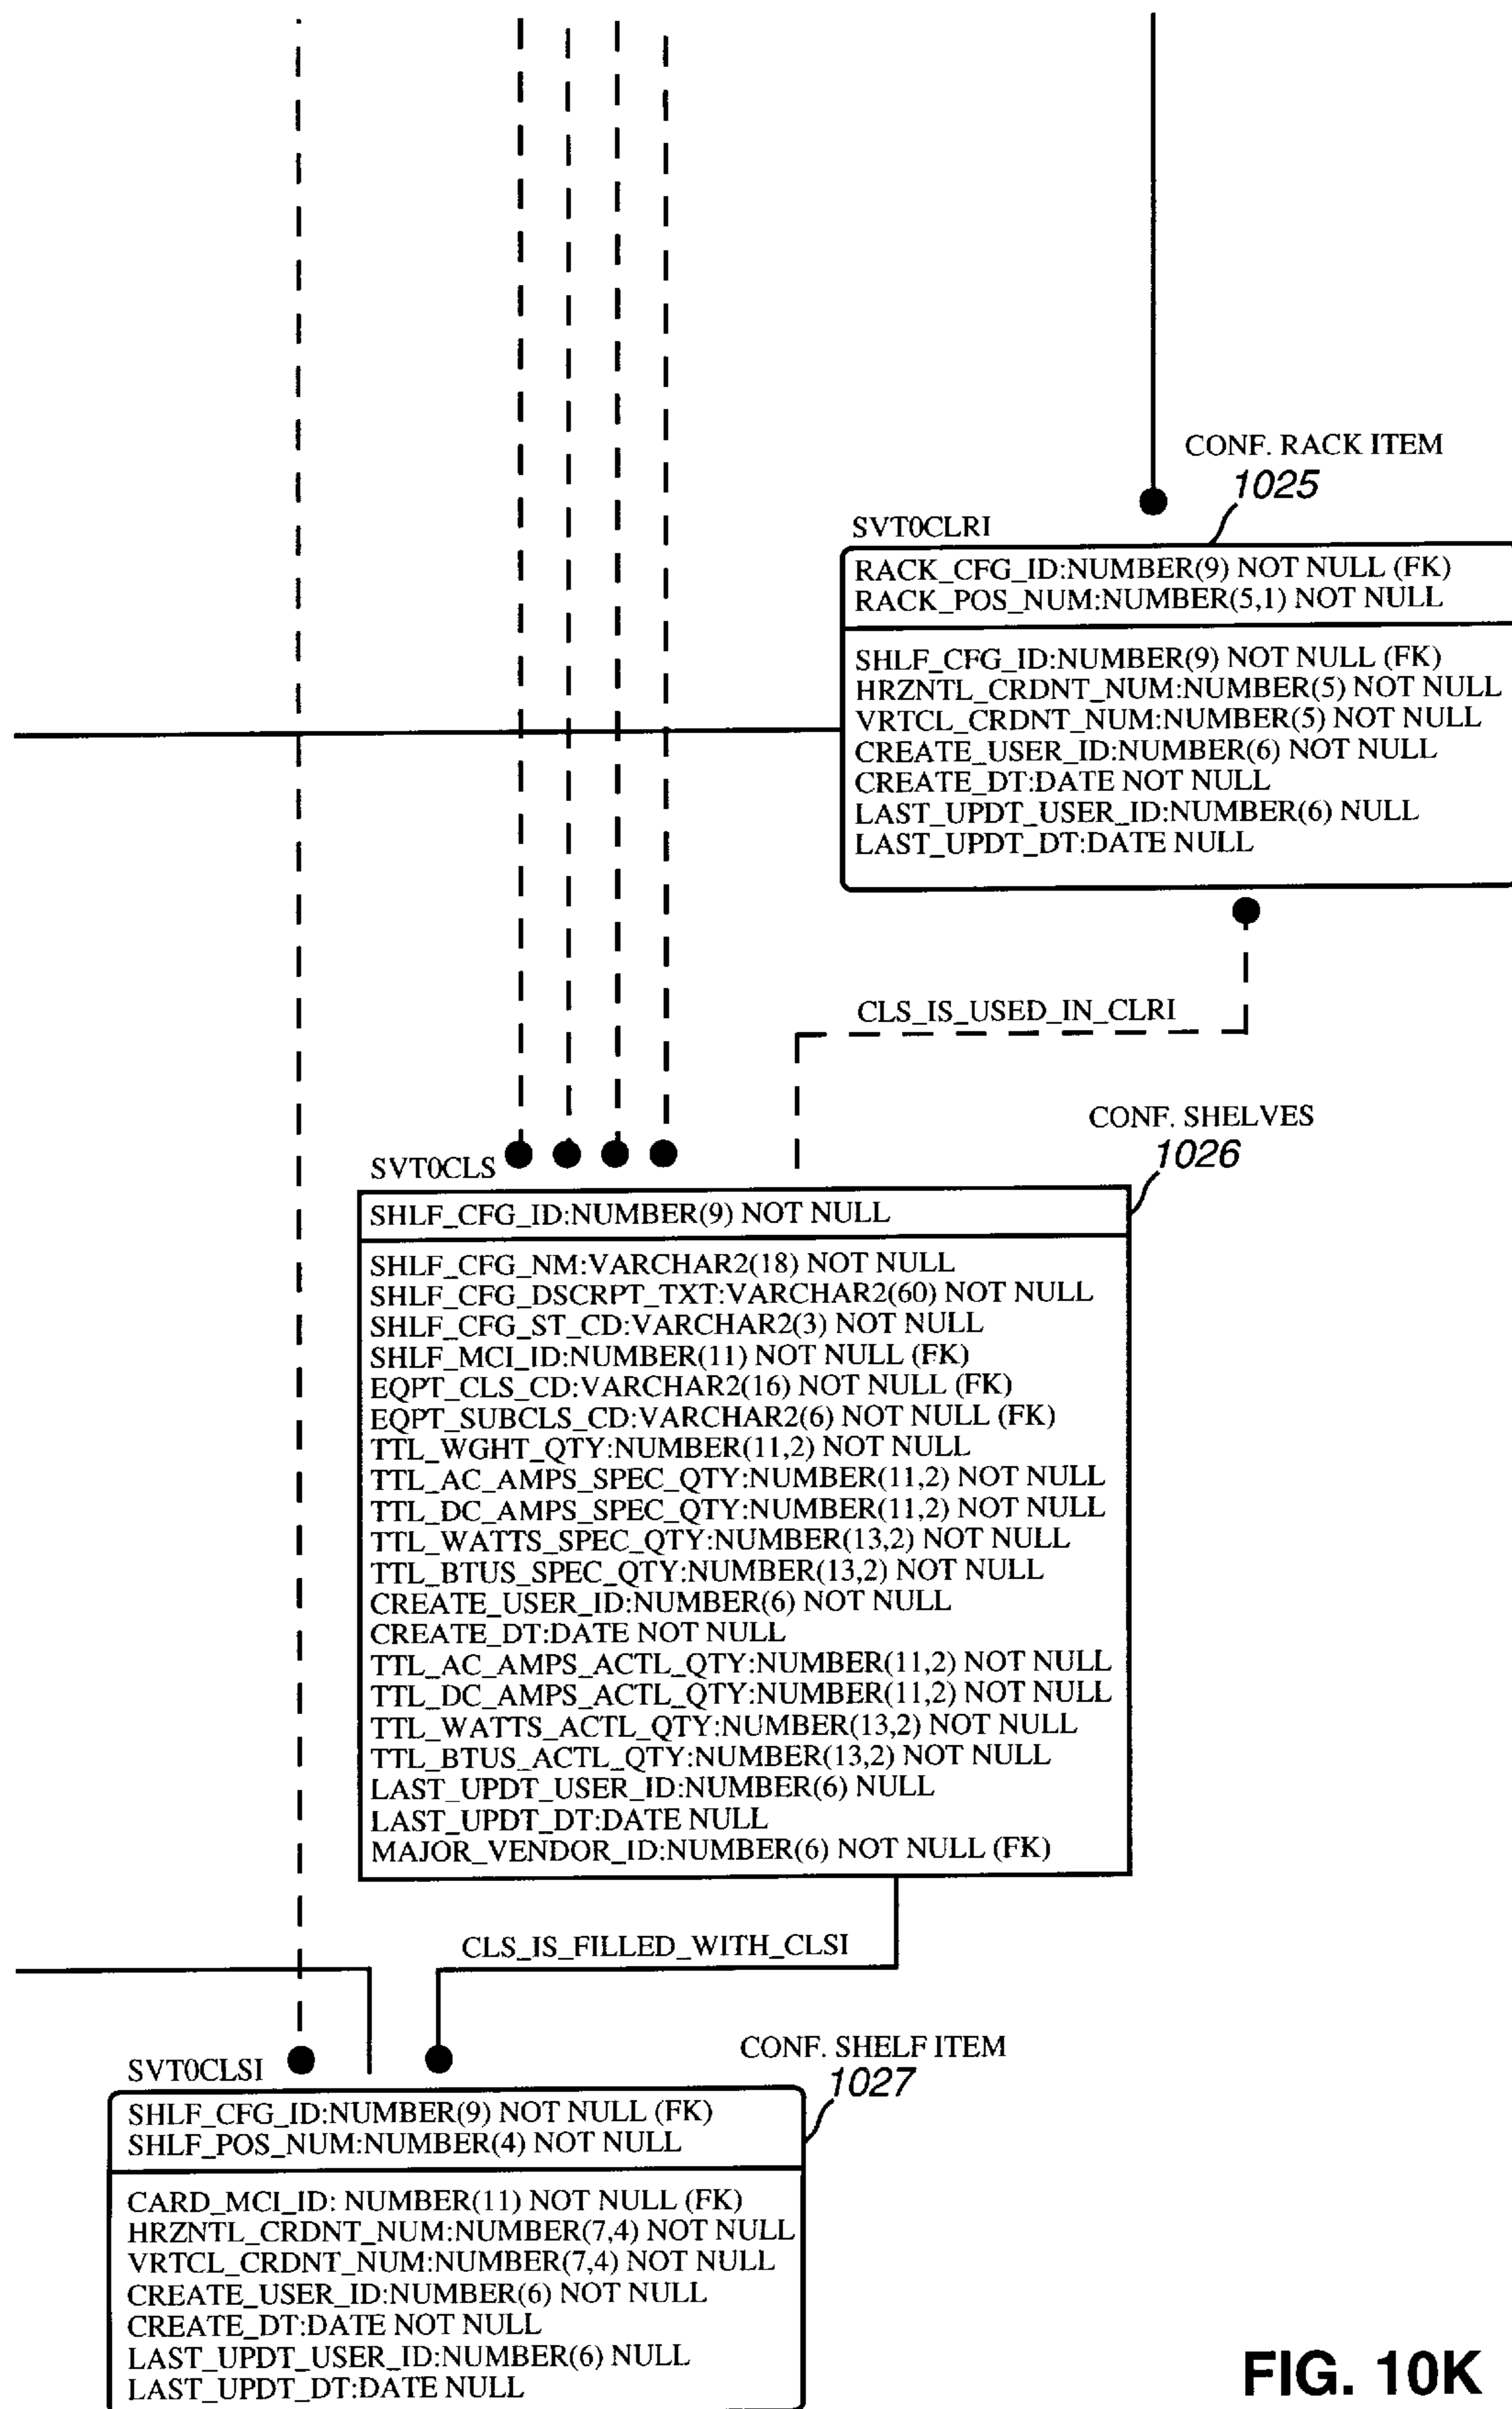 CONF. RACK ITEM
1025
SVT0CLRI
RACK_CFG_ID:NUMBER(9) NOT NULL (FK)
RACK_POS_NUM:NUMBER(5,1) NOT NULL
SHLF_CFG_ID:NUMBER(9) NOT NULL (FK)
HRZNTL_CRDNT_NUM:NUMBER(5) NOT NULL
VRTCL_CRDNT_NUM:NUMBER(5) NOT NULL
CREATE_USER_ID:NUMBER(6) NOT NULL
CREATE_DT:DATE NOT NULL
LAST_UPDT_USER_ID:NUMBER(6) NULL
LAST_UPDT_DT:DATE NULL
CLS_IS_USED_IN_CLRI
CONF. SHELVES
1026
SVT0CLS
SHLF_CFG_ID:NUMBER(9) NOT NULL
SHLF_CFG_NM:VARCHAR2(18) NOT NULL
SHLF_CFG_DSCRPT_TXT:VARCHAR2(60) NOT NULL
SHLF_CFG_ST_CD:VARCHAR2(3) NOT NULL
SHLF_MCI_ID:NUMBER(11) NOT NULL (FK)
EQPT_CLS_CD:VARCHAR2(16) NOT NULL (FK)
EQPT_SUBCLS_CD:VARCHAR2(6) NOT NULL (FK)
TTL_WGHT_QTY:NUMBER(11,2) NOT NULL
TTL_AC_AMPS_SPEC_QTY:NUMBER(11,2) NOT NULL
TTL_DC_AMPS_SPEC_QTY:NUMBER(11,2) NOT NULL
TTL_WATTS_SPEC_QTY:NUMBER(13,2) NOT NULL
TTL_BTUS_SPEC_QTY:NUMBER(13,2) NOT NULL
CREATE_USER_ID:NUMBER(6) NOT NULL
CREATE_DT:DATE NOT NULL
TTL_AC_AMPS_ACTL_QTY:NUMBER(11,2) NOT NULL
TTL_DC_AMPS_ACTL_QTY:NUMBER(11,2) NOT NULL
TTL_WATTS_ACTL_QTY:NUMBER(13,2) NOT NULL
TTL_BTUS_ACTL_QTY:NUMBER(13,2) NOT NULL
LAST_UPDT_USER_ID:NUMBER(6) NULL
LAST_UPDT_DT:DATE NULL
MAJOR_VENDOR_ID:NUMBER(6) NOT NULL (FK)
CLS_IS_FILLED_WITH_CLSI
CONF. SHELF ITEM
1027
SVT0CLSI
SHLF_CFG_ID:NUMBER(9) NOT NULL (FK)
SHLF_POS_NUM:NUMBER(4) NOT NULL
CARD_MCI_ID: NUMBER(11) NOT NULL (FK)
HRZNTL_CRDNT_NUM:NUMBER(7,4) NOT NULL
VRTCL_CRDNT_NUM:NUMBER(7,4) NOT NULL
CREATE_USER_ID:NUMBER(6) NOT NULL
CREATE_DT:DATE NOT NULL
LAST_UPDT_USER_ID:NUMBER(6) NULL
LAST_UPDT_DT:DATE NULL
FIG. 10K